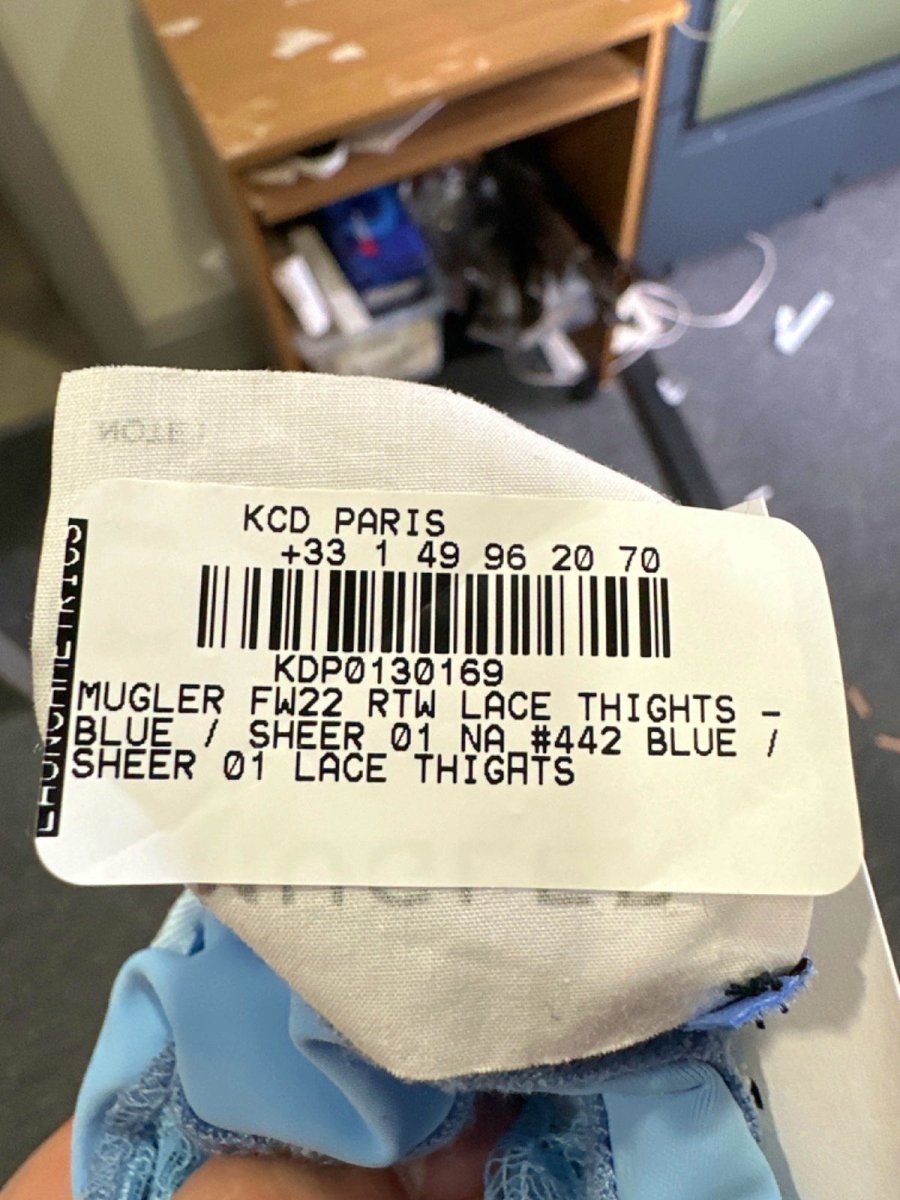 KCD PARIS
+33 1 49 96 20 70
KDP0130169
MUGLER FW22 RTW LACE THIGHTS -
BLUE / SHEER 01 NA #442 BLUE /
SHEER 01 LACE THIGHTS
LAUNCHMETRICS